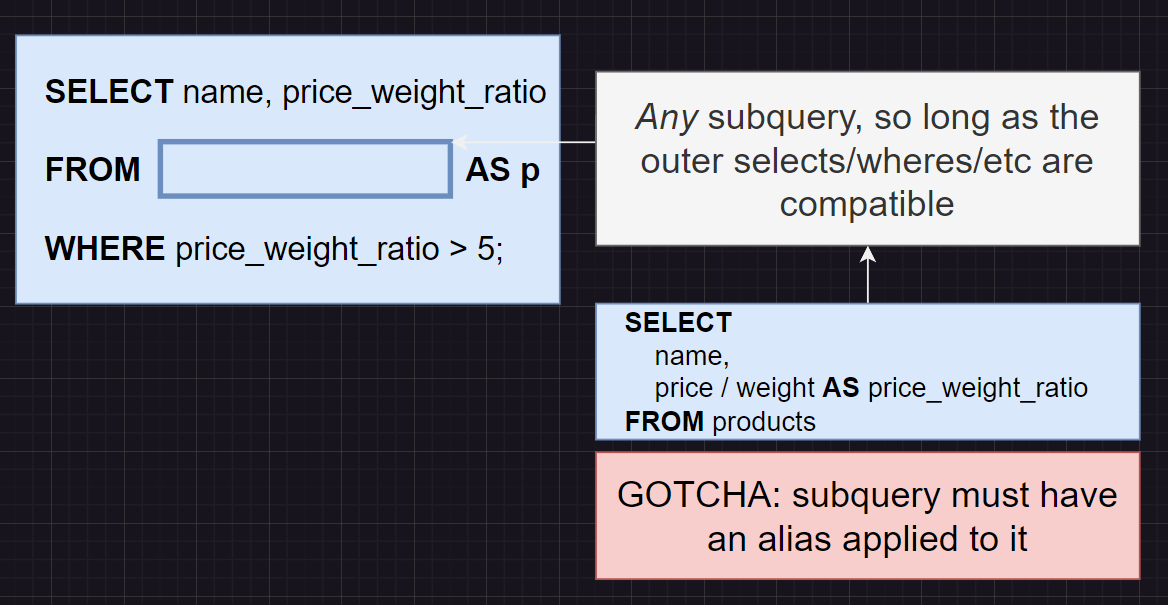 SELECT name, price_weight_ratio
FROM AS p
WHERE price_weight_ratio > 5;
Any subquery, so long as the
outer selects/wheres/etc are
compatible
SELECT
name,
price / weight AS price_weight_ratio
FROM products
GOTCHA: subquery must have
an alias applied to it